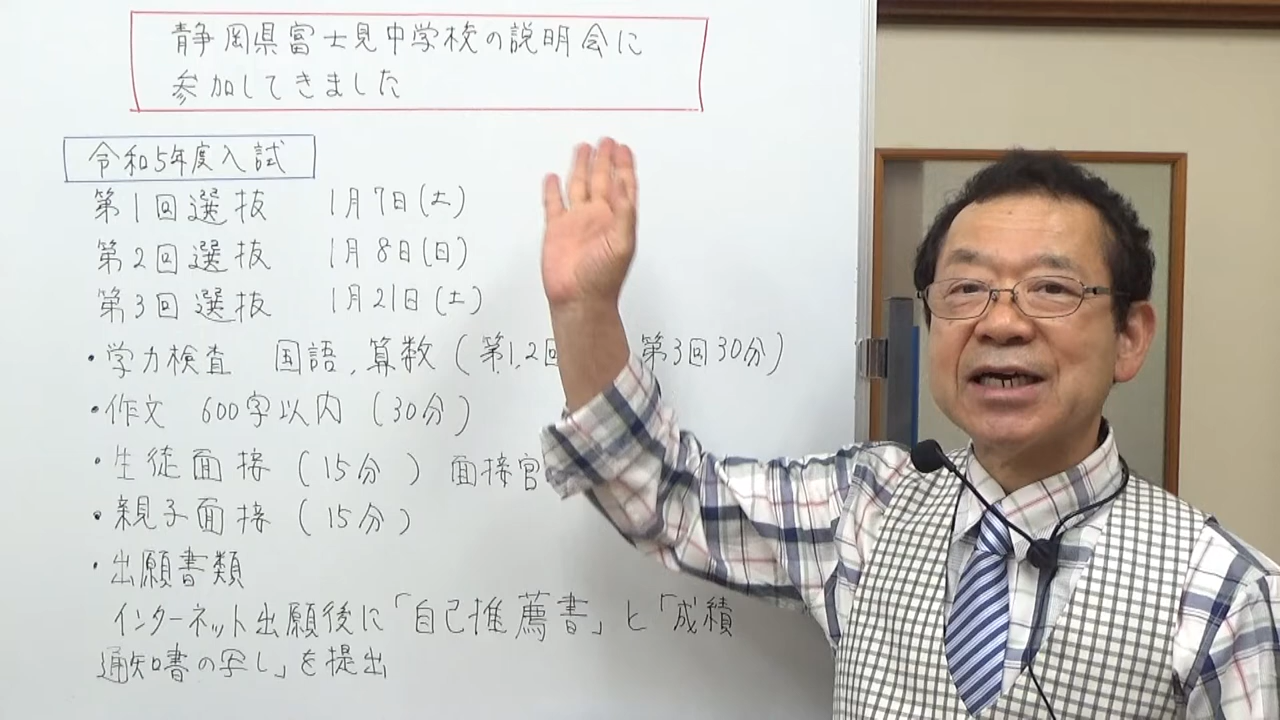 静岡県富士見中学校の説明会に
参加してきました
令和5年度入試
第1回選抜 1月7日(土)
第2回選抜 1月8日(日)
第3回選抜 1月21日(土)
・学力検査 国語,算数(第1,2回 第3回30分)
・作文 600字以内(30分)
・生徒面接(15分) 面接官
・親子面接(15分)
・出願書類
インターネット出願後に「自己推薦書」と「成績
通知書の写し」を提出